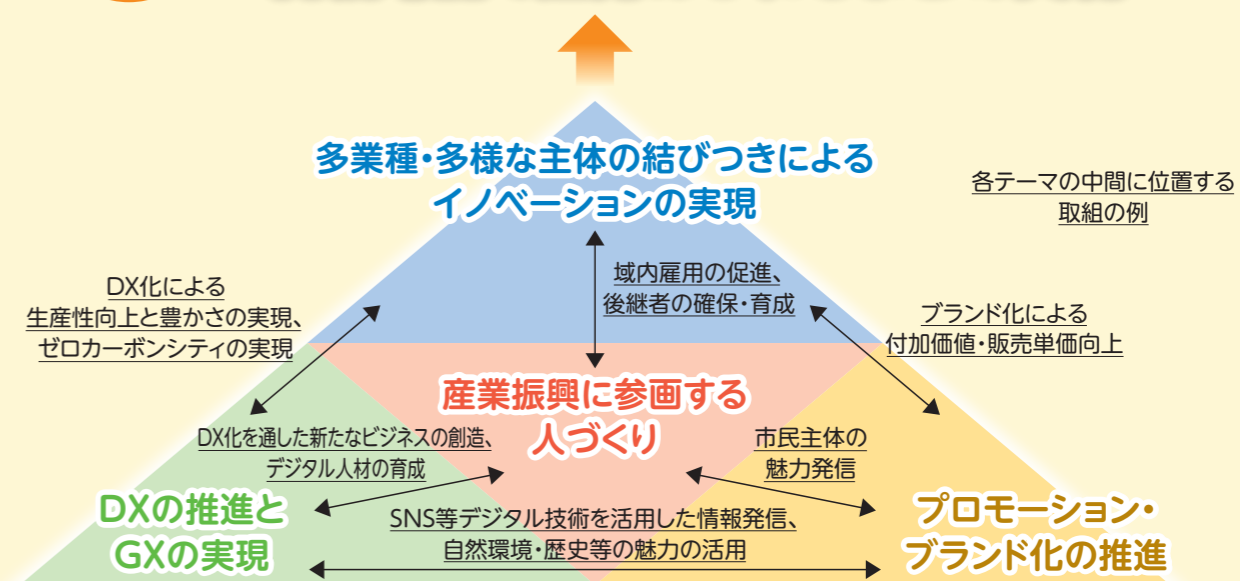 多業種・多様な主体の結びつきによる
イノベーションの実現
各テーマの中間に位置する
取組の例
域内雇用の促進、
後継者の確保・育成
DX化による
生産性向上と豊かさの実現、
ゼロカーボンシティの実現
ブランド化による
付加価値・販売単価向上
産業振興に参画する
人づくり
DX化を通した新たなビジネスの創造、
デジタル人材の育成
市民主体の
魅力発信
DXの推進と
GXの実現
SNS等デジタル技術を活用した情報発信、
自然環境・歴史等の魅力の活用
プロモーション・
ブランド化の推進